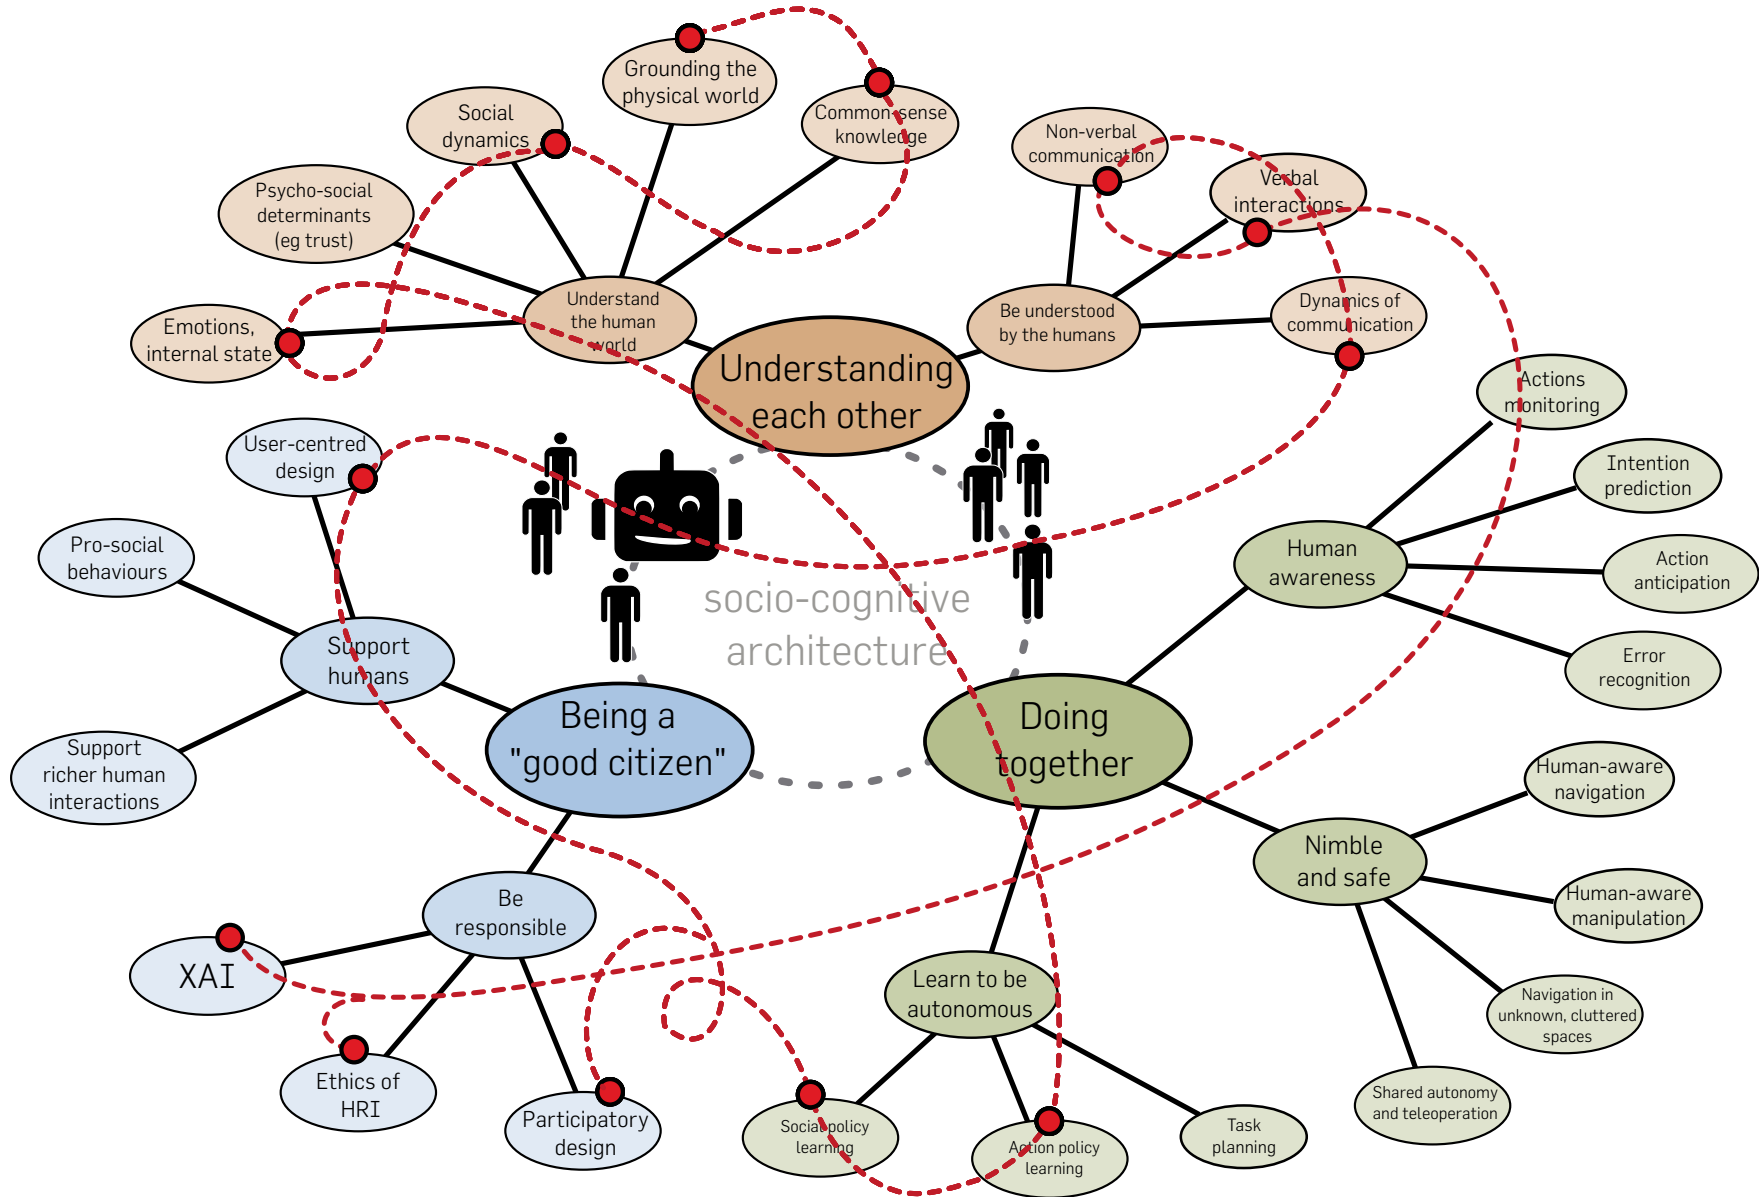 Grounding the
physical world
Social
dynamics
Common-sense
knowledge
Non-verbal
communication
Verbal
interactions
Psycho-social
determinants
(eg trust)
Emotions,
internal state
Understand
the human
world
Be understood
by the humans
Dynamics of
communication
Understanding
each other
Actions
monitoring
Intention
prediction
Action
anticipation
Error
recognition
Human
awareness
User-centred
design
Pro-social
behaviours
Support
humans
Support
richer human
interactions
socio-cognitive
architecture
Being a
"good citizen"
Doing
together
Human-aware
navigation
Nimble
and safe
Human-aware
manipulation
Navigation in
unknown, cluttered
spaces
Shared autonomy
and teleoperation
Be
responsible
XAI
Ethics of
HRI
Participatory
design
Learn to be
autonomous
Social policy
learning
Action policy
learning
Task
planning